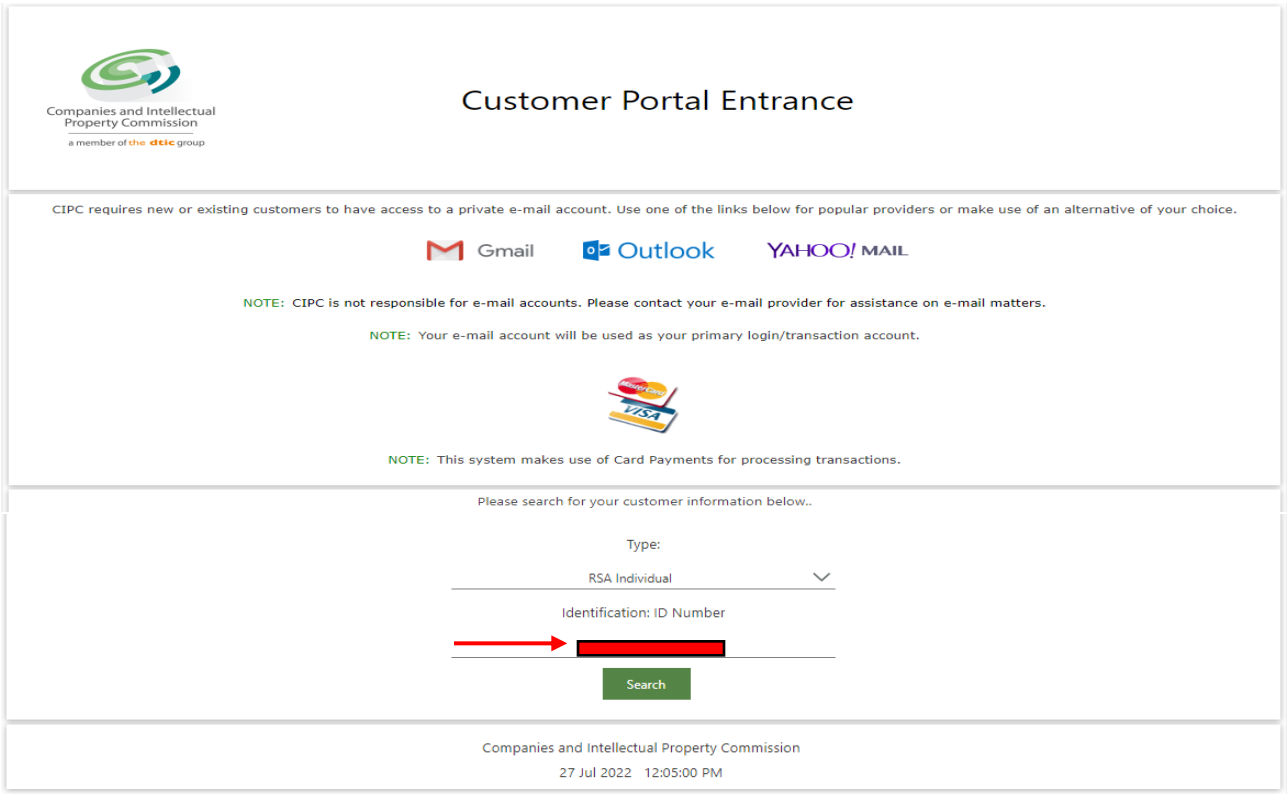 Companies and Intellectual
Property Commission
a member of the dtic group
Customer Portal Entrance
CIPC requires new or existing customers to have access to a private e-mail account. Use one of the links below for popular providers or make use of an alternative of your choice.
Gmail
Outlook
YAHOO! MAIL
NOTE: CIPC is not responsible for e-mail accounts. Please contact your e-mail provider for assistance on e-mail matters.
NOTE: Your e-mail account will be used as your primary login/transaction account.
MasterCard
VISA
NOTE: This system makes use of Card Payments for processing transactions.
Please search for your customer information below..
Type:
RSA Individual
Identification: ID Number
Search
Companies and Intellectual Property Commission
27 Jul 2022 12:05:00 PM